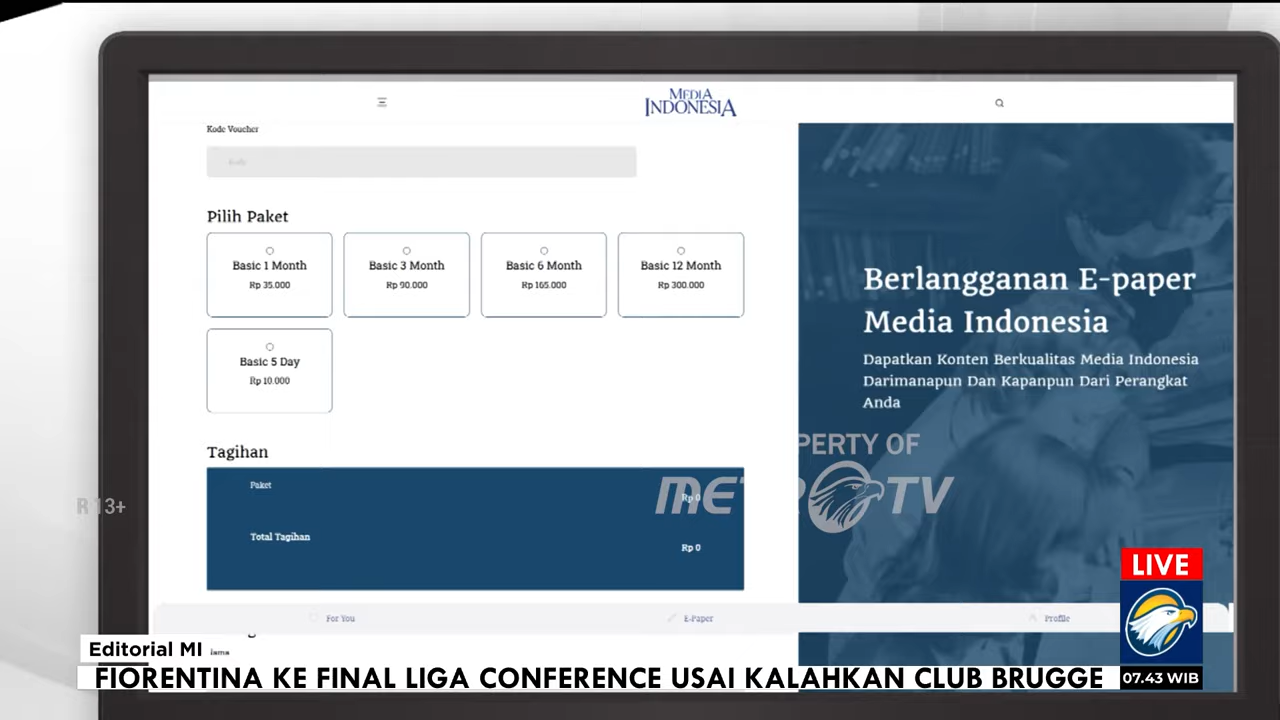 MEDIA
INDONESIA
Kode Voucher
Pilih Paket
Basic 1 Month
Rp 35.000
Basic 3 Month
Rp 90.000
Basic 6 Month
Rp 165.000
Basic 12 Month
Rp 300.000
Basic 5 Day
Rp 10.000
Tagihan
Paket
Rp 0
Total Tagihan
Rp 0
Berlangganan E-paper
Media Indonesia
Dapatkan Konten Berkualitas Media Indonesia
Darimanapun Dan Kapanpun Dari Perangkat
Anda
PERTY OF
METRO TV
R 13+
For You
E-Paper
Profile
LIVE
Editorial MI
FIORENTINA KE FINAL LIGA CONFERENCE USAI KALAHKAN CLUB BRUGGE
07.43 WIB